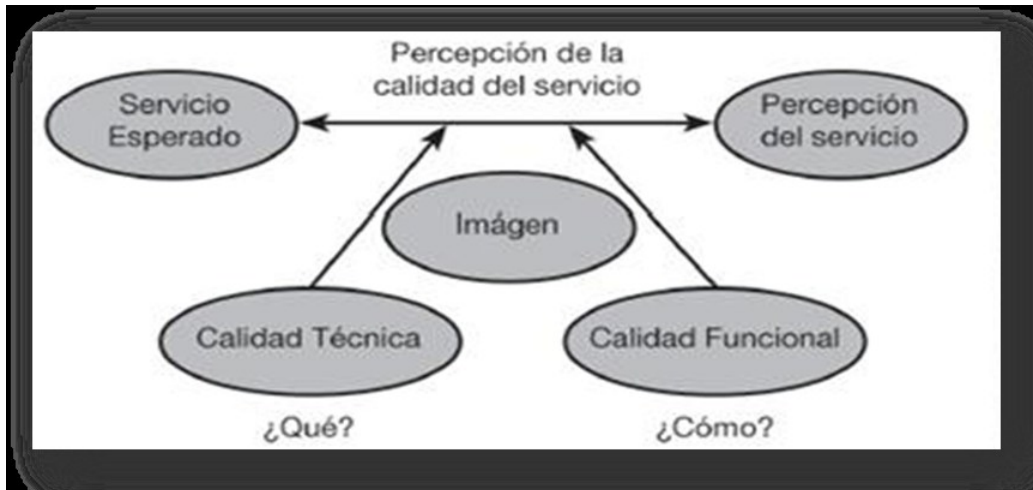 Percepción de la
calidad del servicio
Servicio
Esperado
Percepción
del servicio
Imágen
Calidad Técnica
Calidad Funcional
¿Qué?
¿Cómo?